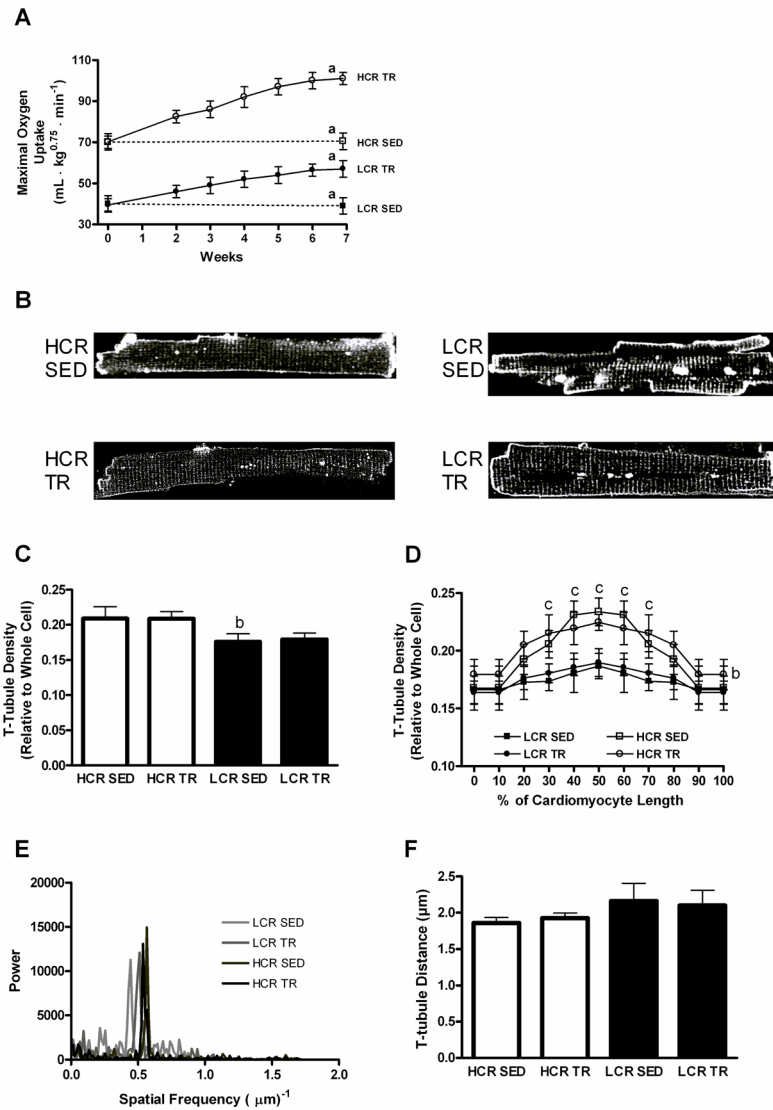 A
Maximal Oxygen
Uptake
(mL · kg0.75 · min-1)
110
90
70
50
30
0 1 2 3 4 5 6 7
Weeks
a
HCR TR
a
HCR SED
a
LCR TR
a
LCR SED
B
HCR
SED
LCR
SED
HCR
TR
LCR
TR
C
T-Tubule Density
(Relative to Whole Cell)
0.25
0.20
0.15
0.10
0.05
0.00
b
HCR SED HCR TR LCR SED LCR TR
D
T-Tubule Density
(Relative to Whole Cell)
0.25
0.20
0.15
0.10
c c c c c
b
LCR SED HCR SED
LCR TR HCR TR
0 10 20 30 40 50 60 70 80 90 100
% of Cardiomyocyte Length
E
Power
20000
15000
10000
5000
0
LCR SED
LCR TR
HCR SED
HCR TR
0.0 0.5 1.0 1.5 2.0
Spatial Frequency ( µm)-1
F
T-tubule Distance (µm)
2.5
2.0
1.5
1.0
0.5
0.0
HCR SED HCR TR LCR SED LCR TR